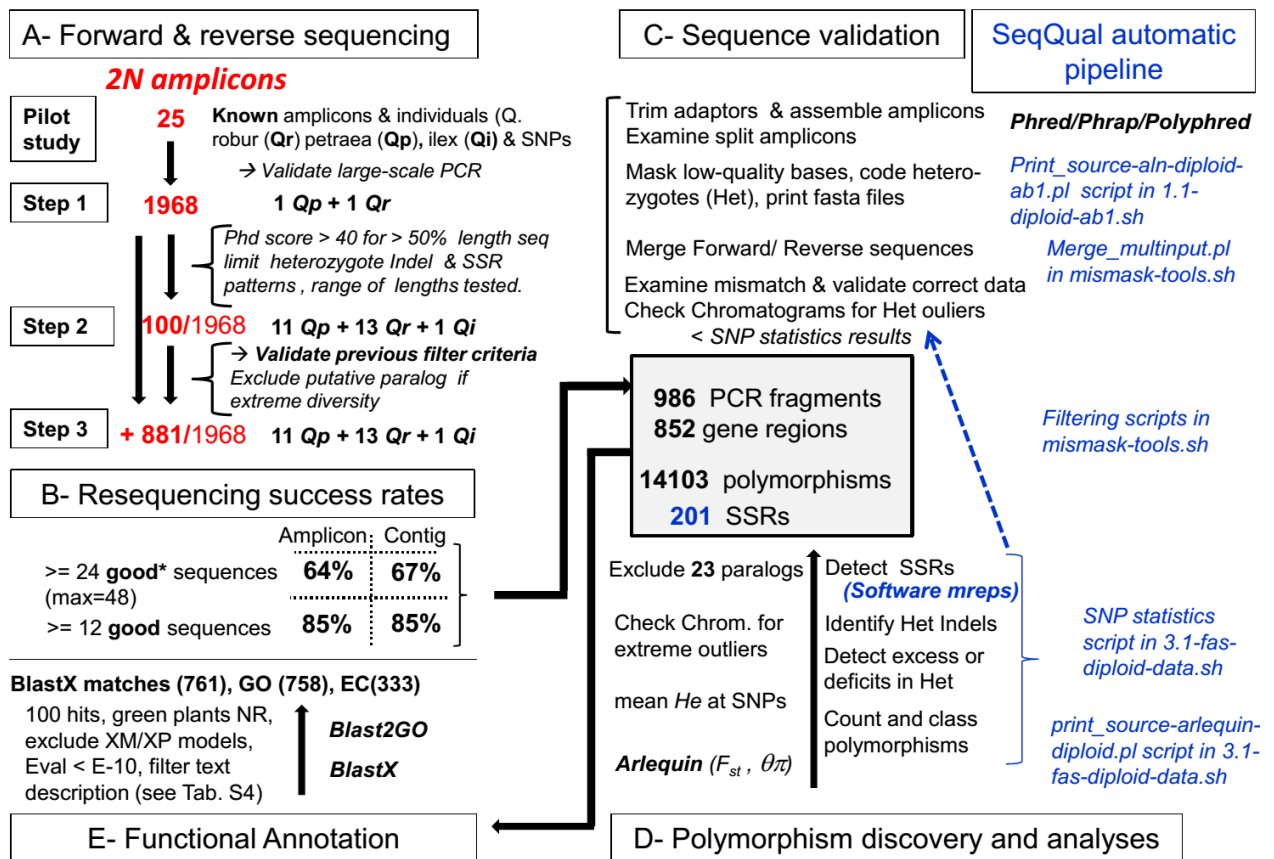 A- Forward & reverse sequencing
2N amplicons
Pilot
study
25
Known amplicons & individuals (Q.
robur (Qr) petraea (Qp), ilex (Qi) & SNPs
→ Validate large-scale PCR
Step 1
1968
1 Qp + 1 Qr
Phd score > 40 for > 50% length seq
limit heterozygote Indel & SSR
patterns , range of lengths tested.
Step 2
100/1968
11 Qp + 13 Qr + 1 Qi
→ Validate previous filter criteria
Exclude putative paralog if
extreme diversity
Step 3
+ 881/1968
11 Qp + 13 Qr + 1 Qi
B- Resequencing success rates
Amplicon Contig
>= 24 good* sequences 64% 67%
(max=48)
>= 12 good sequences 85% 85%
BlastX matches (761), GO (758), EC(333)
100 hits, green plants NR,
exclude XM/XP models,
Eval < E-10, filter text
description (see Tab. S4)
Blast2GO
BlastX
E- Functional Annotation
C- Sequence validation
SeqQual automatic
pipeline
Trim adaptors & assemble amplicons
Examine split amplicons
Phred/Phrap/Polyphred
Mask low-quality bases, code hetero-
zygotes (Het), print fasta files
Print_source-aln-diploid-
ab1.pl script in 1.1-
diploid-ab1.sh
Merge Forward/ Reverse sequences
Merge_multinput.pl
in mismask-tools.sh
Examine mismatch & validate correct data
Check Chromatograms for Het ouliers
< SNP statistics results
986 PCR fragments
852 gene regions
14103 polymorphisms
201 SSRs
Filtering scripts in
mismask-tools.sh
Exclude 23 paralogs
Check Chrom. for
extreme outliers
mean He at SNPs
Arlequin (Fst , θπ)
Detect SSRs
(Software mreps)
Identify Het Indels
Detect excess or
deficits in Het
Count and class
polymorphisms
SNP statistics
script in 3.1-fas-
diploid-data.sh
print_source-arlequin-
diploid.pl script in 3.1-
fas-diploid-data.sh
D- Polymorphism discovery and analyses